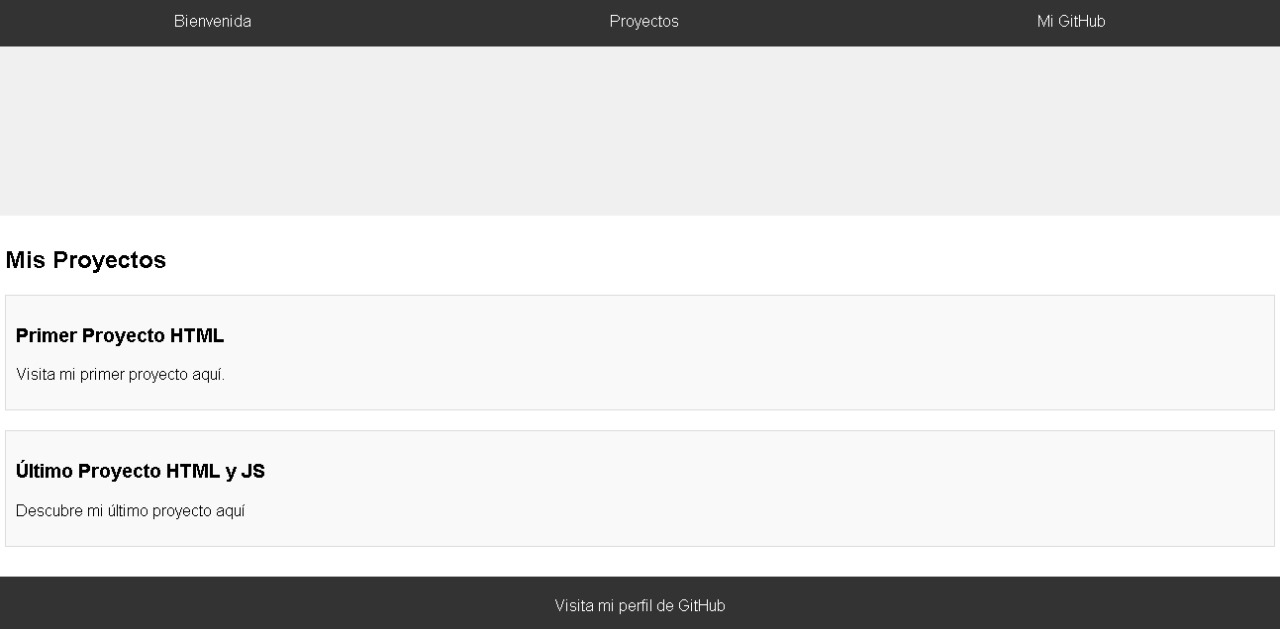 Bienvenida
Proyectos
Mi GitHub
Mis Proyectos
Primer Proyecto HTML
Visita mi primer proyecto aquí.
Último Proyecto HTML y JS
Descubre mi último proyecto aquí
Visita mi perfil de GitHub